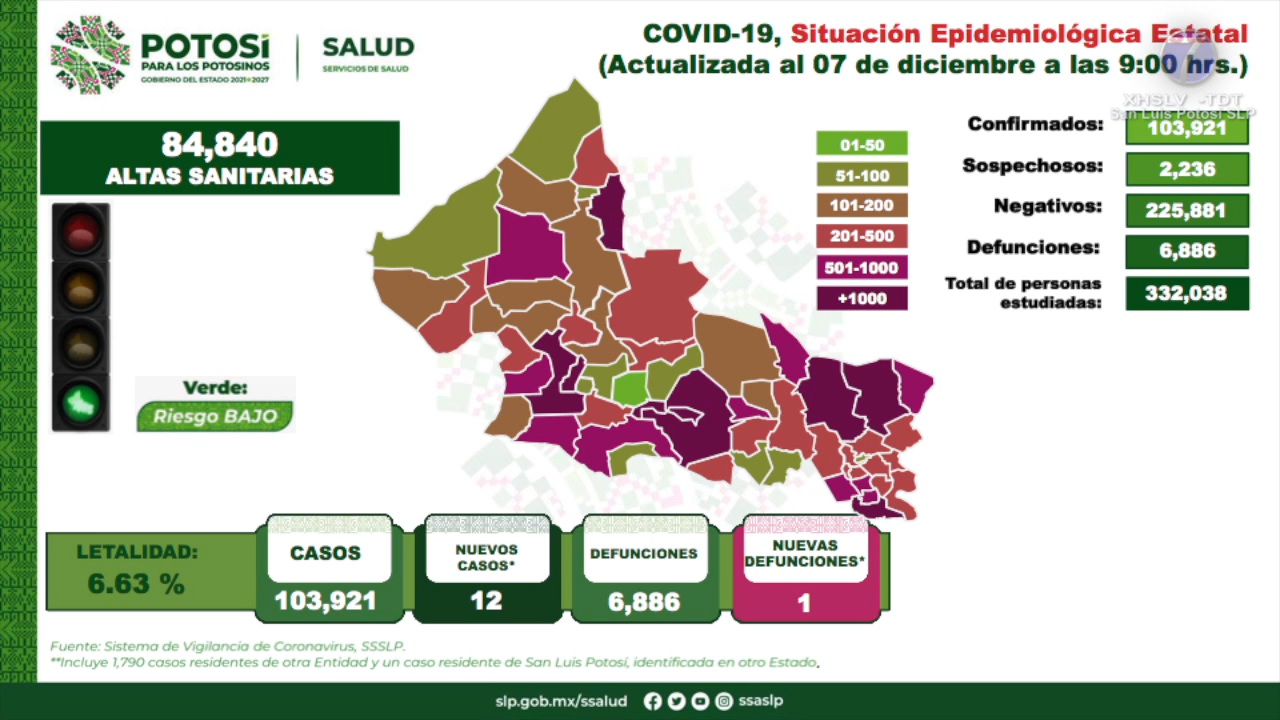 POTOSÍ
PARA LOS POTOSINOS
GOBIERNO DEL ESTADO 2021•2027
SALUD
SERVICIOS DE SALUD
COVID-19, Situación Epidemiológica Estatal
(Actualizada al 07 de diciembre a las 9:00 hrs.)
7
XHSLV -TDT
San Luis Potosí SLP
84,840
ALTAS SANITARIAS
01-50
51-100
101-200
201-500
501-1000
+1000
Confirmados: 103,921
Sospechosos: 2,236
Negativos: 225,881
Defunciones: 6,886
Total de personas
estudiadas: 332,038
Verde:
Riesgo BAJO
LETALIDAD:
6.63 %
CASOS
103,921
NUEVOS
CASOS*
12
DEFUNCIONES
6,886
NUEVAS
DEFUNCIONES*
1
Fuente: Sistema de Vigilancia de Coronavirus, SSSLP.
**Incluye 1,790 casos residentes de otra Entidad y un caso residente de San Luis Potosí, identificada en otro Estado.
slp.gob.mx/ssalud ssaslp